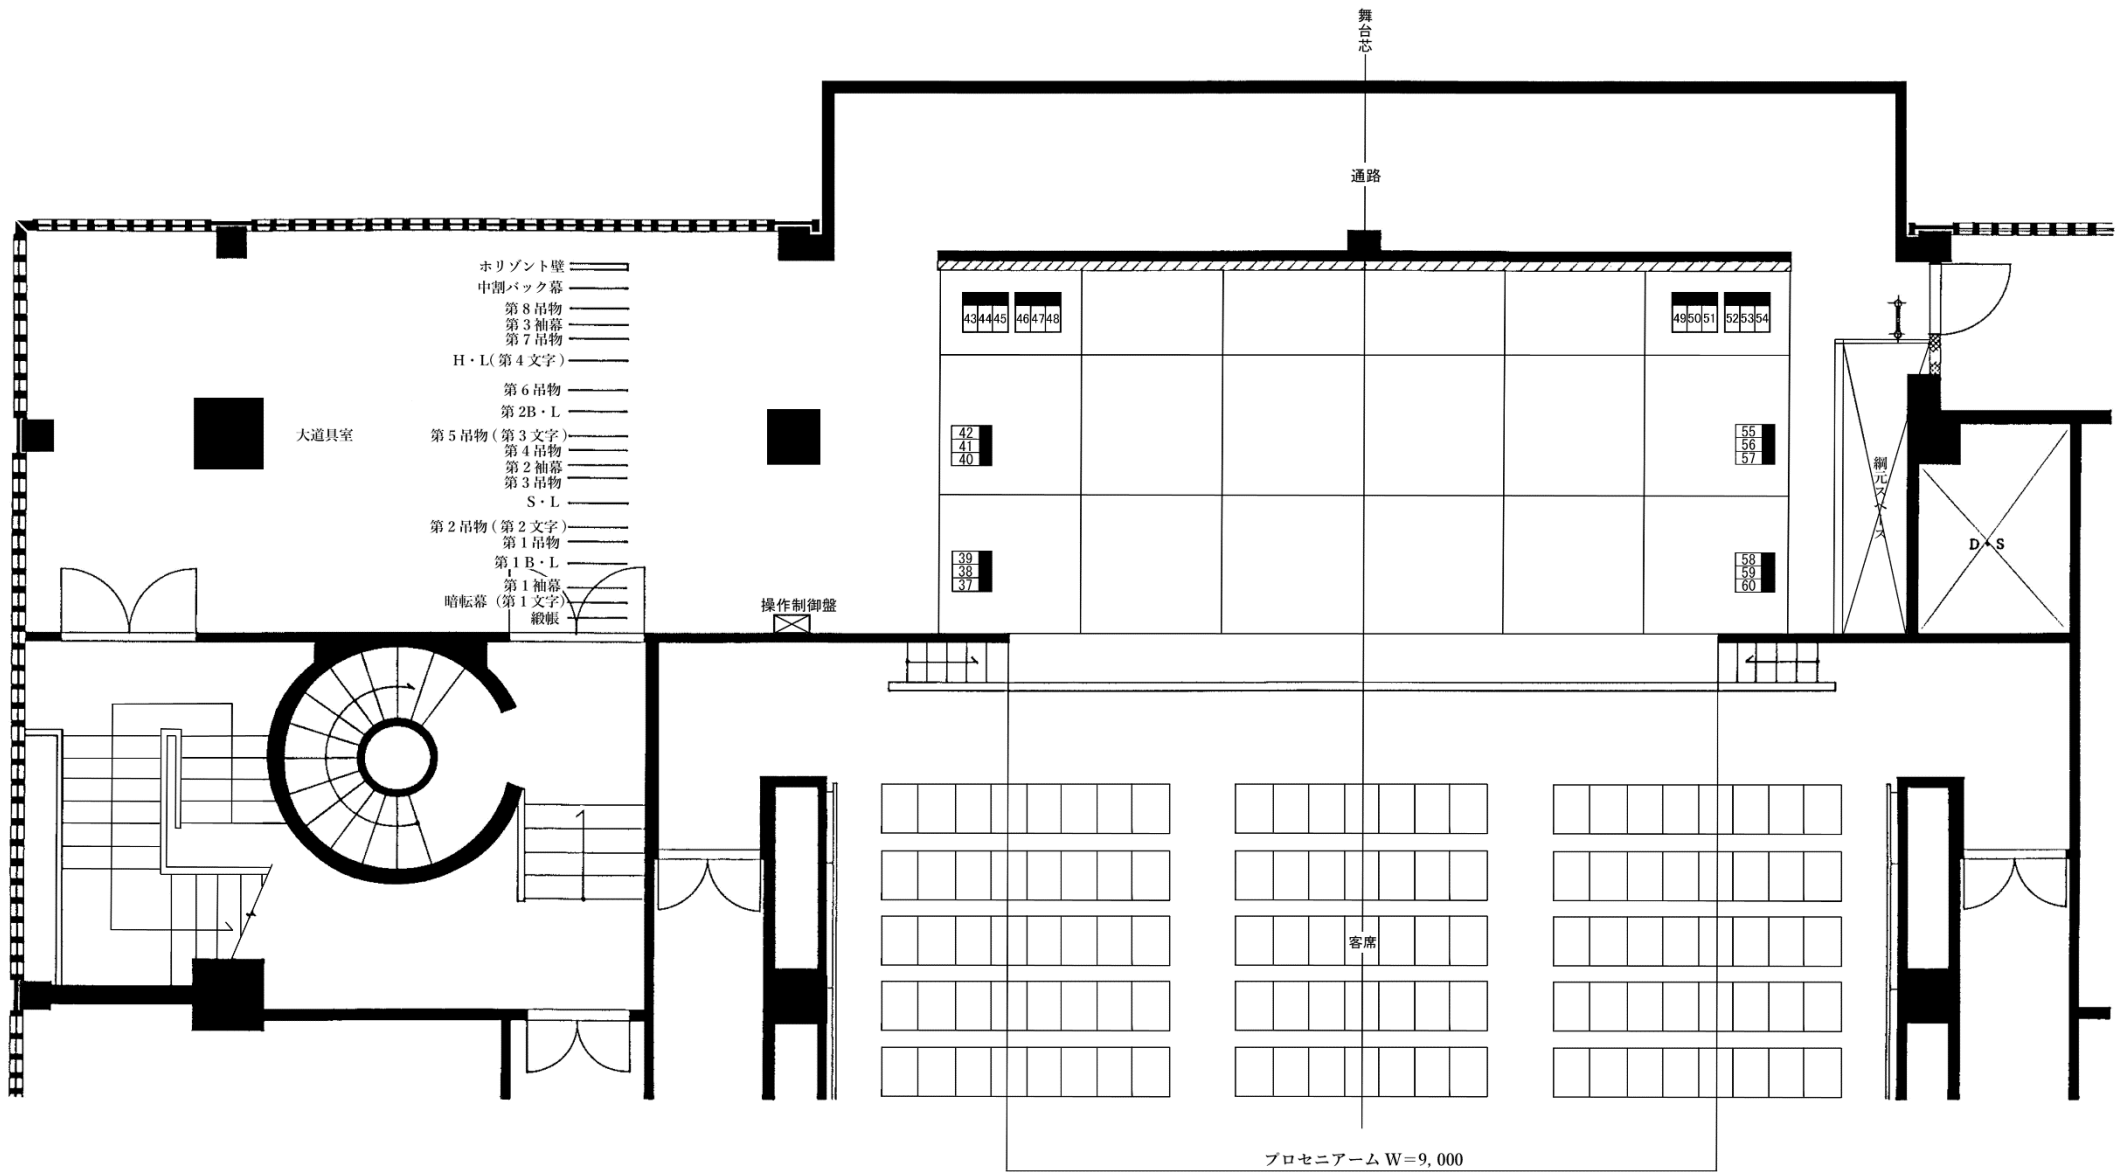 舞台芯
通路
ホリゾント壁
中割バック幕
第8吊物
第3袖幕
第7吊物
H・L(第4文字)
第6吊物
第2B・L
第5吊物(第3文字)
第4吊物
第2袖幕
第3吊物
S・L
第2吊物(第2文字)
第1吊物
第1B・L
第1袖幕
暗転幕(第1文字)
緞帳
大道具室
操作制御盤
43 44 45 46 47 48
49 50 51 52 53 54
42
41
40
55
56
57
39
38
37
58
59
60
綱元スペース
D・S
客席
プロセニアーム W=9,000